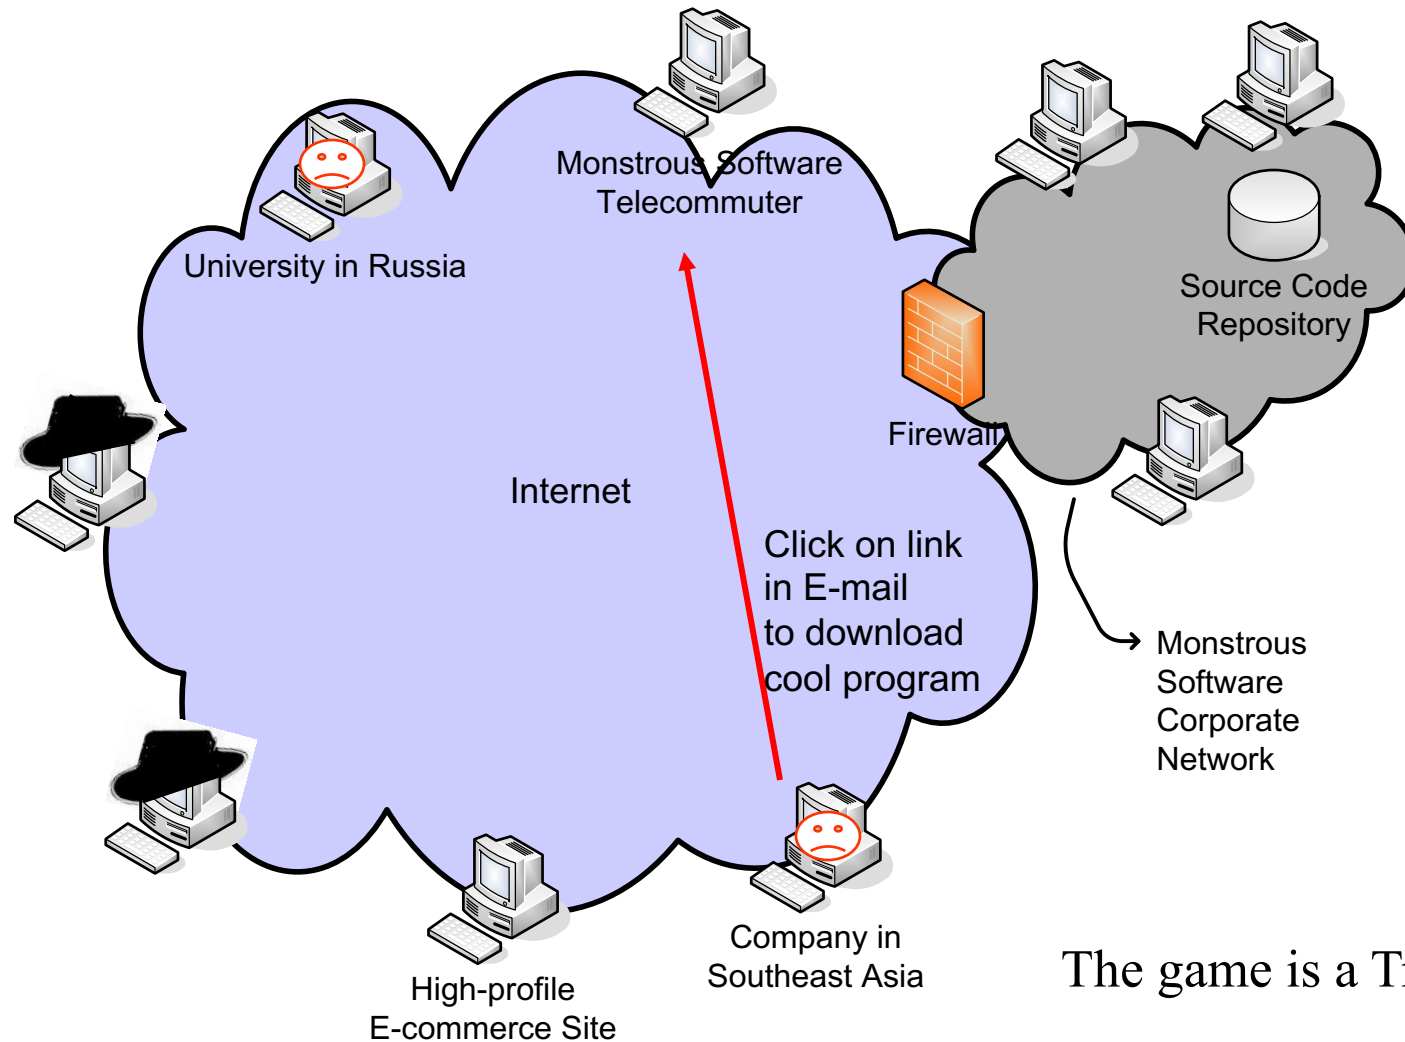 Monstrous Software
Telecommuter
University in Russia
Source Code
Repository
Firewall
Internet
Click on link
in E-mail
to download
cool program
Monstrous
Software
Corporate
Network
Company in
Southeast Asia
High-profile
E-commerce Site
The game is a